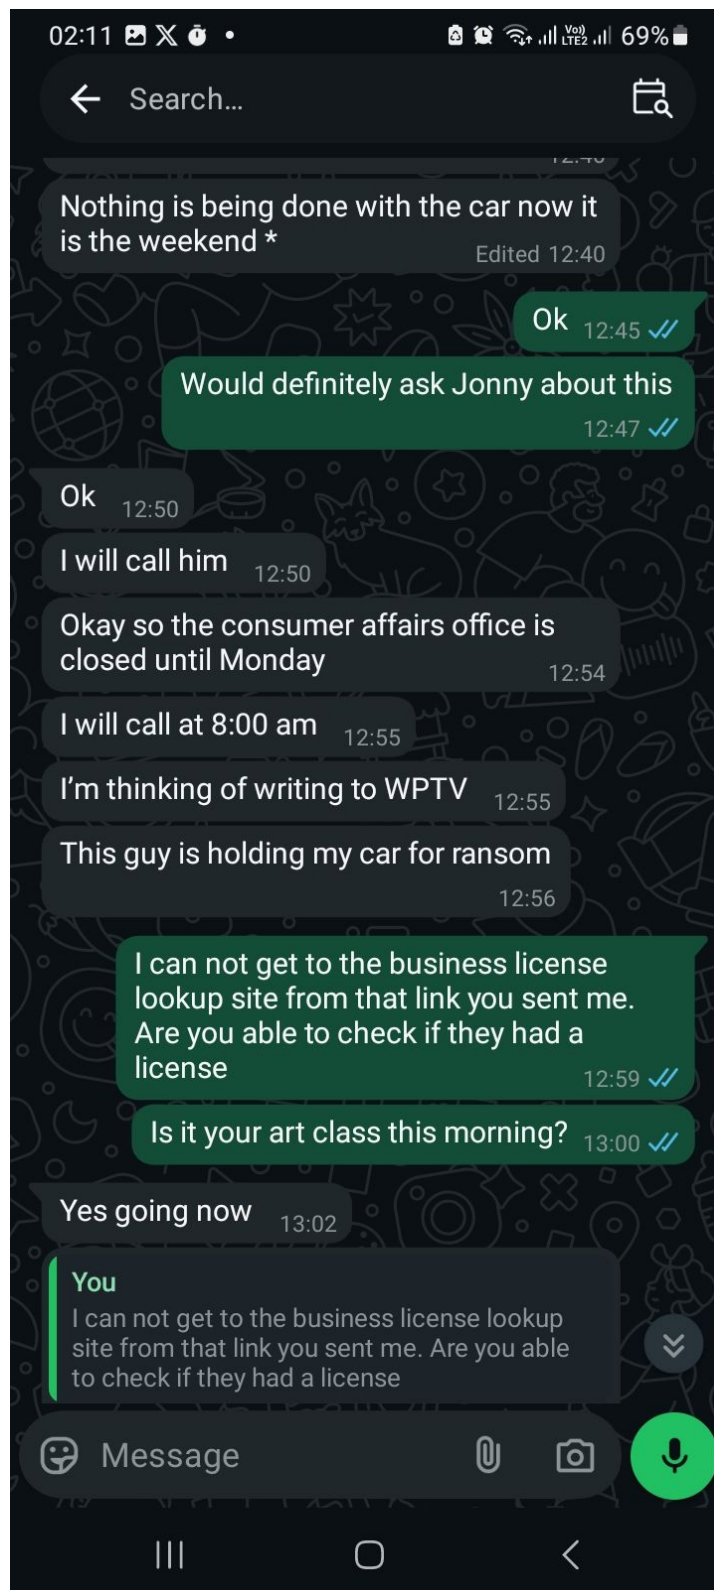 02:11
LTE2 69%
Search...
Nothing is being done with the car now it
is the weekend *
Edited 12:40
Ok 12:45
Would definitely ask Jonny about this
12:47
Ok 12:50
I will call him 12:50
Okay so the consumer affairs office is
closed until Monday
12:54
I will call at 8:00 am 12:55
I'm thinking of writing to WPTV 12:55
This guy is holding my car for ransom
12:56
I can not get to the business license
lookup site from that link you sent me.
Are you able to check if they had a
license
12:59
Is it your art class this morning? 13:00
Yes going now 13:02
You
I can not get to the business license lookup
site from that link you sent me. Are you able
to check if they had a license
Message